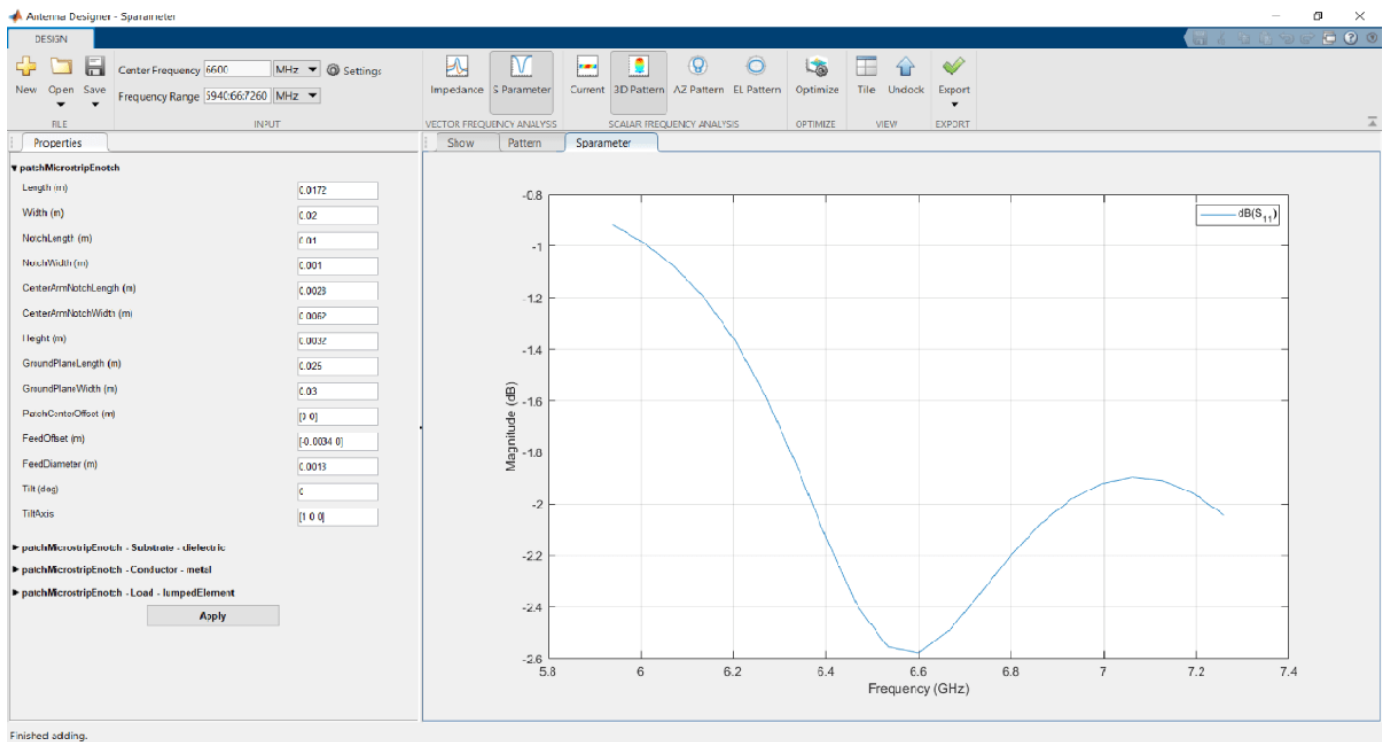 Antenna Designer - Sparameter
DESIGN
New Open Save
FILE
Center Frequency 6600 MHz Settings
Frequency Range 5940:66:7260 MHz
INPUT
Impedance S Parameter
VECTOR FREQUENCY ANALYSIS
Current 3D Pattern AZ Pattern EL Pattern
SCALAR FREQUENCY ANALYSIS
Optimize
OPTIMIZE
Tile Undock
VIEW
Export
EXPORT
Properties
patchMicrostripEnotch
Length (m) 0.0172
Width (m) 0.02
NotchLength (m) 0.01
NotchWidth (m) 0.001
CenterArmNotchLength (m) 0.0028
CenterArmNotchWidth (m) 0.0062
Height (m) 0.0032
GroundPlaneLength (m) 0.025
GroundPlaneWidth (m) 0.03
PatchCenterOffset (m) [0 0]
FeedOffset (m) [-0.0034 0]
FeedDiameter (m) 0.0013
Tilt (deg) 0
TiltAxis [1 0 0]
patchMicrostripEnotch - Substrate - dielectric
patchMicrostripEnotch - Conductor - metal
patchMicrostripEnotch - Load - lumpedElement
Apply
Show Pattern Sparameter
-0.8
-1
-1.2
-1.4
-1.6
-1.8
-2
-2.2
-2.4
-2.6
Magnitude (dB)
dB(S11)
5.8 6 6.2 6.4 6.6 6.8 7 7.2 7.4
Frequency (GHz)
Finished adding.